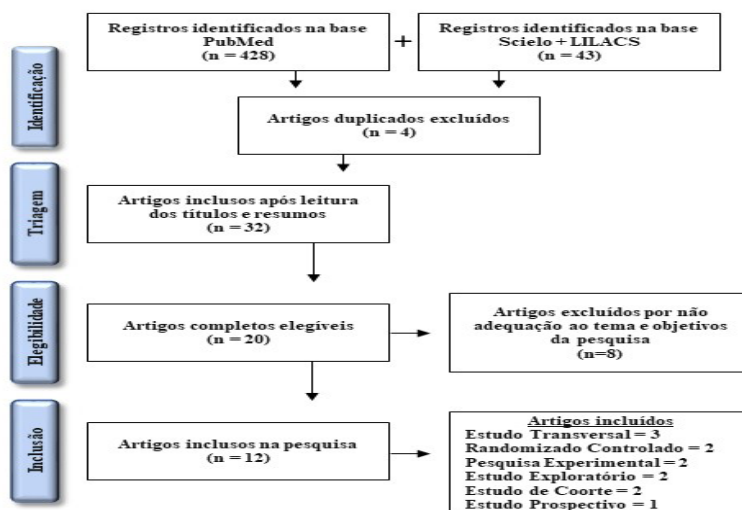 Identificação
Registros identificados na base
PubMed
(n = 428)
+
Registros identificados na base
Scielo + LILACS
(n = 43)
Artigos duplicados excluídos
(n = 4)
Triagem
Artigos inclusos após leitura
dos títulos e resumos
(n = 32)
Elegibilidade
Artigos completos elegíveis
(n = 20)
Artigos excluídos por não
adequação ao tema e objetivos
da pesquisa
(n=8)
Inclusão
Artigos inclusos na pesquisa
(n = 12)
Artigos incluídos
Estudo Transversal = 3
Randomizado Controlado = 2
Pesquisa Experimental = 2
Estudo Exploratório = 2
Estudo de Coorte = 2
Estudo Prospectivo = 1